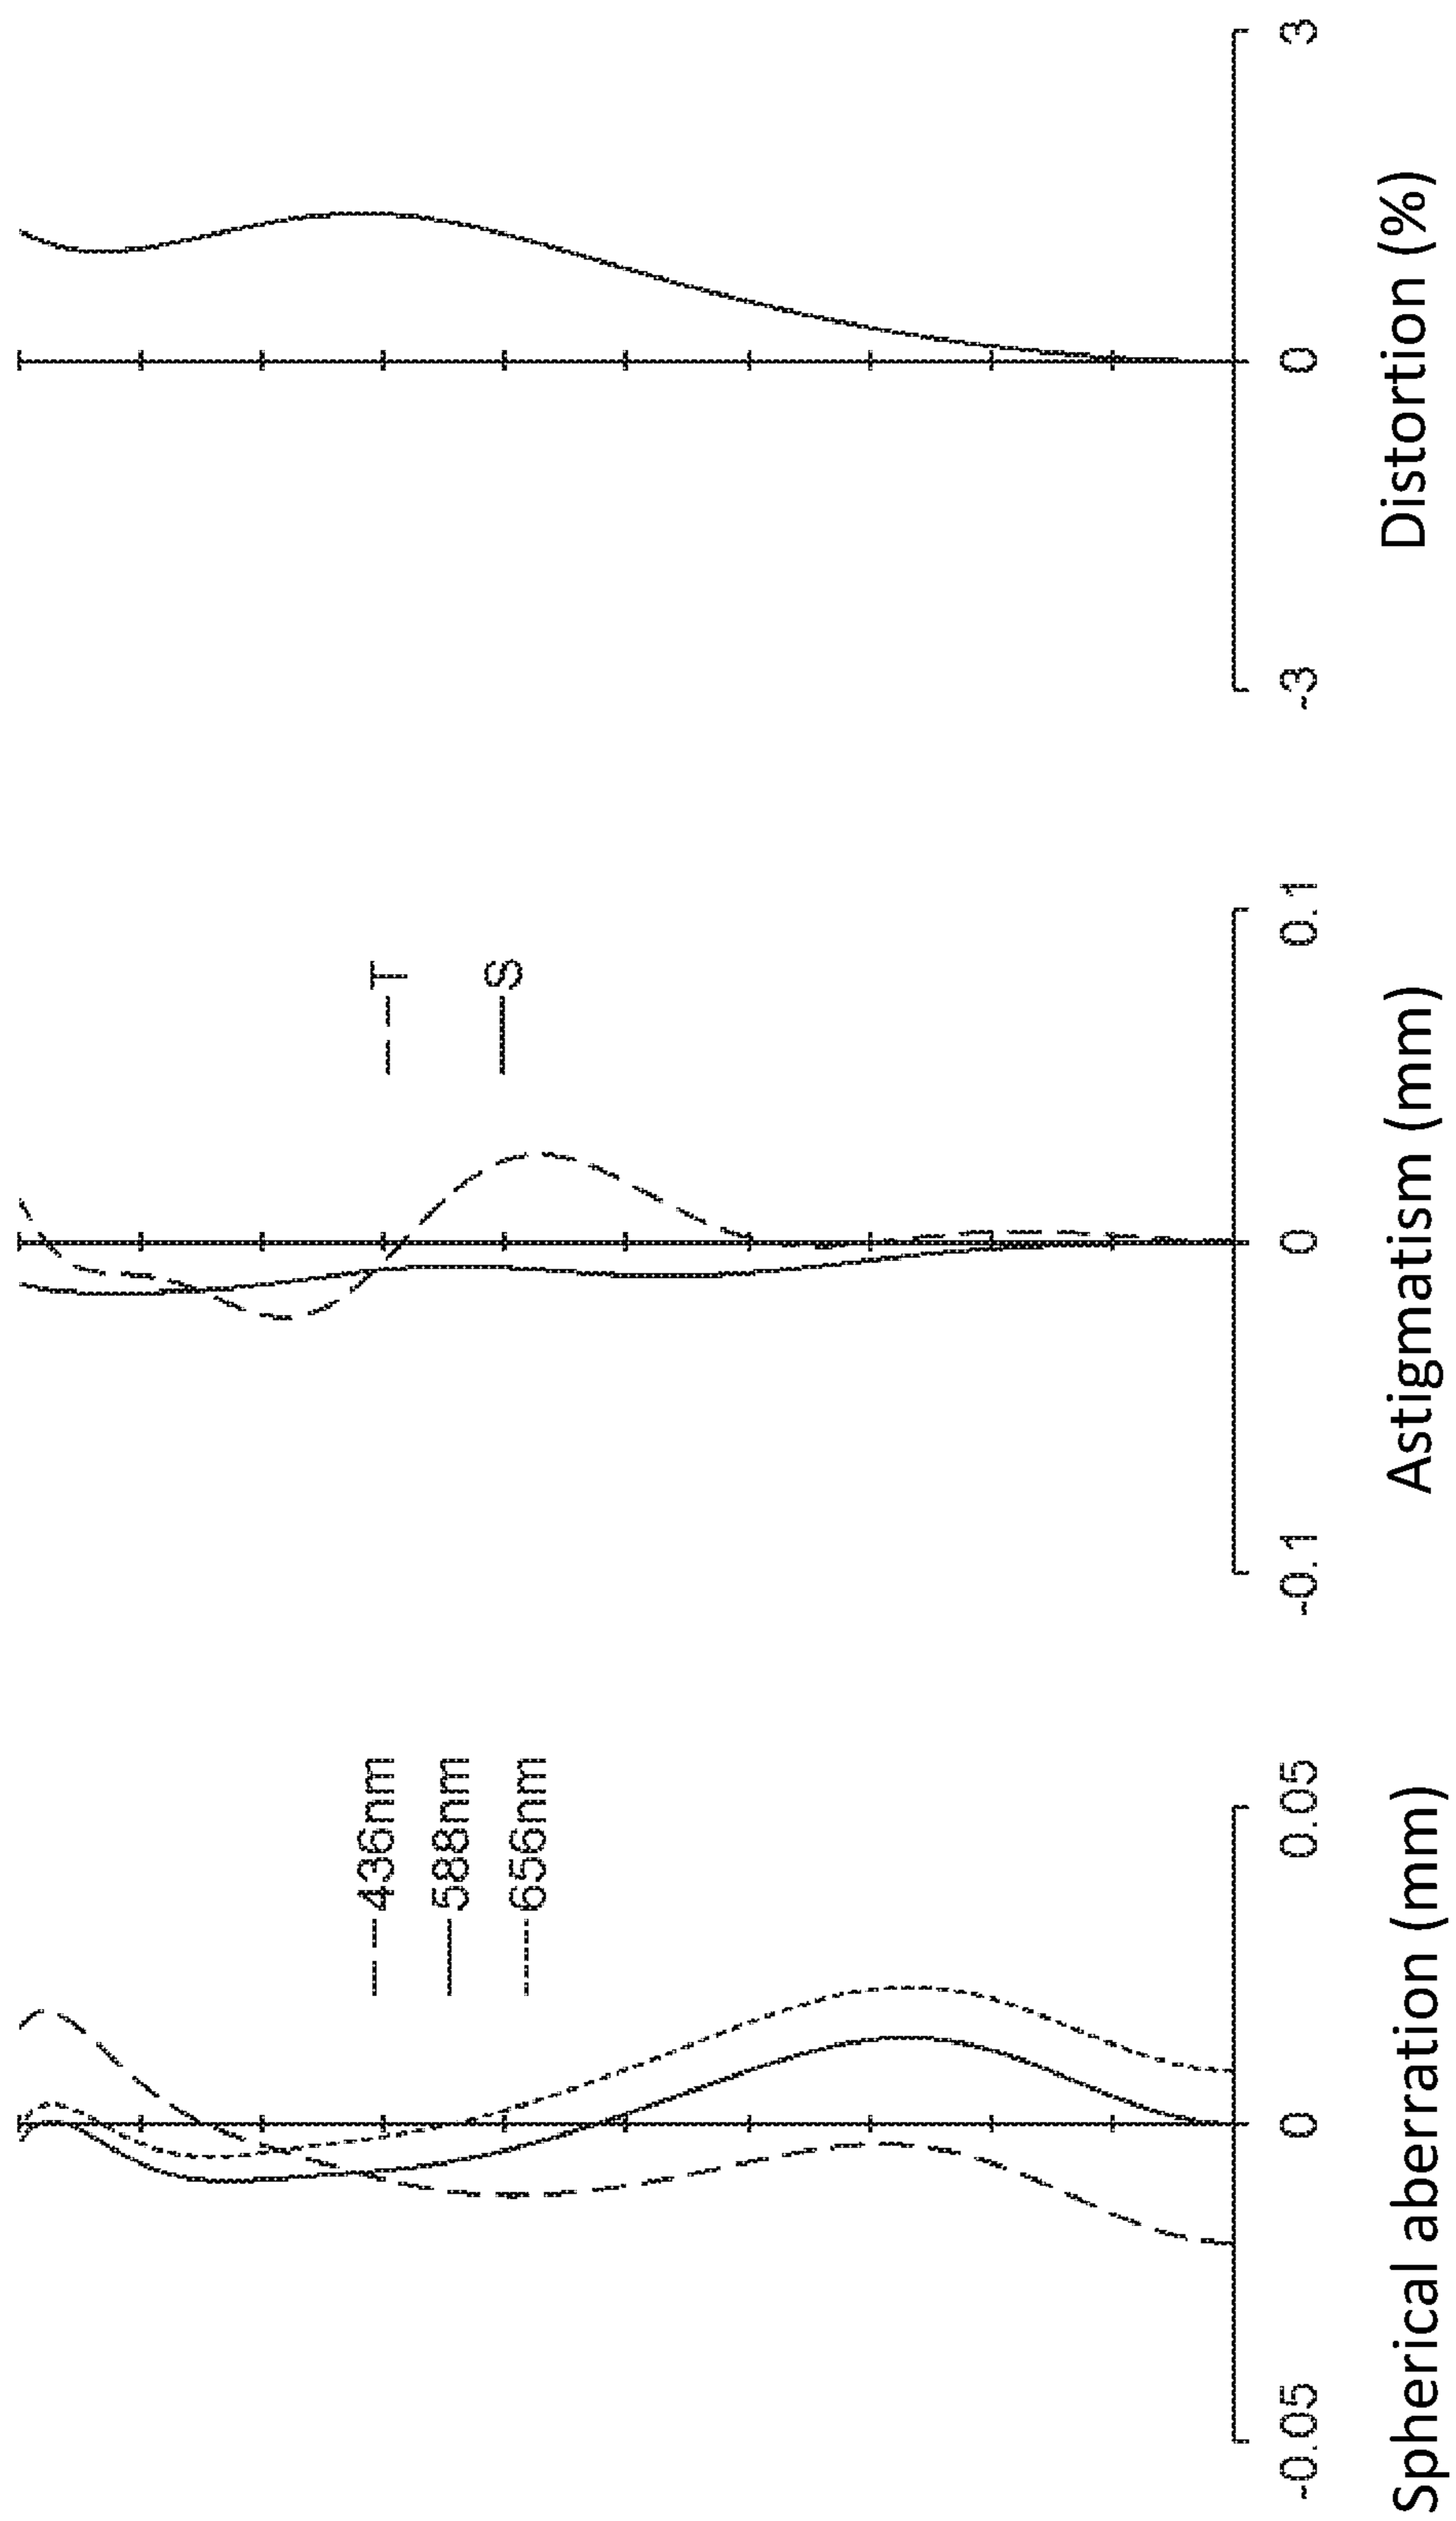 436nm
588nm
656nm
-0.05
0
0.05
Spherical aberration (mm)
T
S
-0.1
0
0.1
Astigmatism (mm)
-3
0
3
Distortion (%)